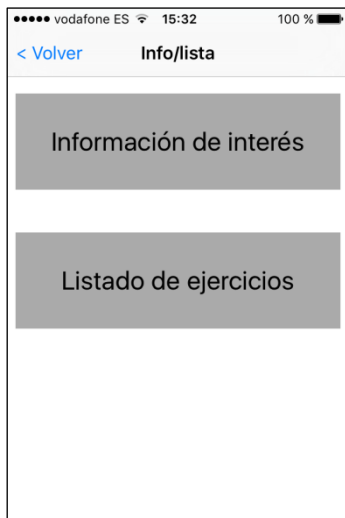 vodafone ES 15:32 100 %
< Volver Info/lista
Información de interés
Listado de ejercicios